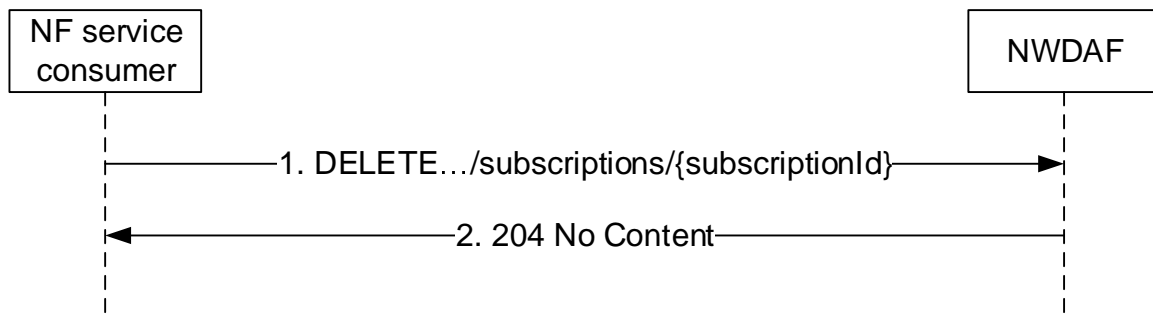 NF service
consumer
NWDAF
1. DELETE…/subscriptions/{subscriptionId}
2. 204 No Content